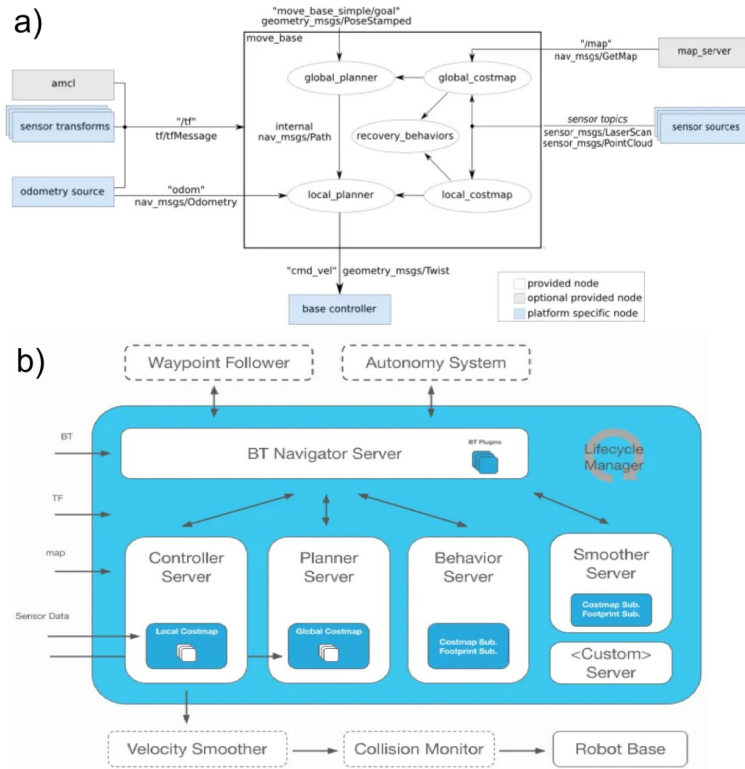 a)
"move_base_simple/goal"
geometry_msgs/PoseStamped
move_base
"/map"
nav_msgs/GetMap
map_server
amcl
global_planner
global_costmap
sensor transforms
"/tf"
tf/tfMessage
internal
nav_msgs/Path
recovery_behaviors
sensor topics
sensor_msgs/LaserScan
sensor_msgs/PointCloud
sensor sources
odometry source
"odom"
nav_msgs/Odometry
local_planner
local_costmap
"cmd_vel" geometry_msgs/Twist
base controller
provided node
optional provided node
platform specific node
b)
Waypoint Follower
Autonomy System
BT
BT Navigator Server
BT Plugins
Lifecycle
Manager
TF
map
Sensor Data
Controller
Server
Local Costmap
Planner
Server
Global Costmap
Behavior
Server
Costmap Sub.
Footprint Sub.
Smoother
Server
Costmap Sub.
Footprint Sub.
<Custom>
Server
Velocity Smoother
Collision Monitor
Robot Base